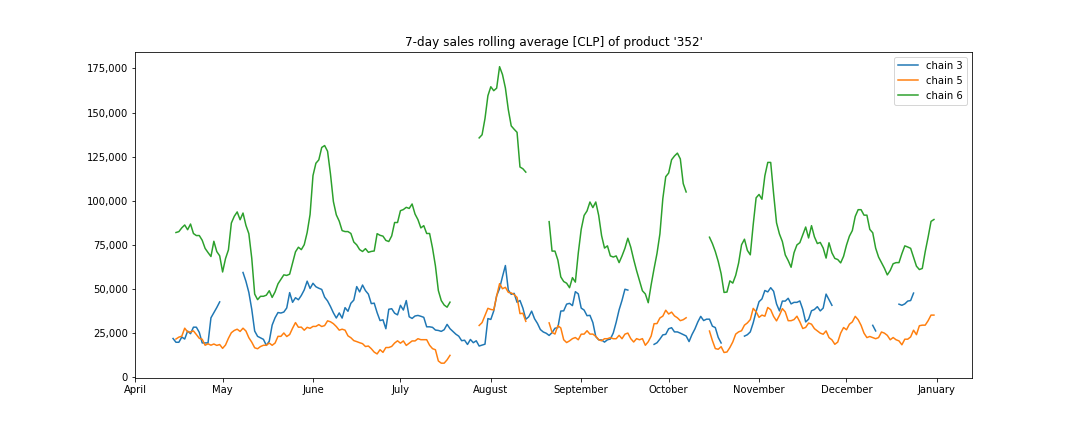 7-day sales rolling average [CLP] of product '352'
175,000
150,000
125,000
100,000
75,000
50,000
25,000
0
chain 3
chain 5
chain 6
April May June July August September October November December January